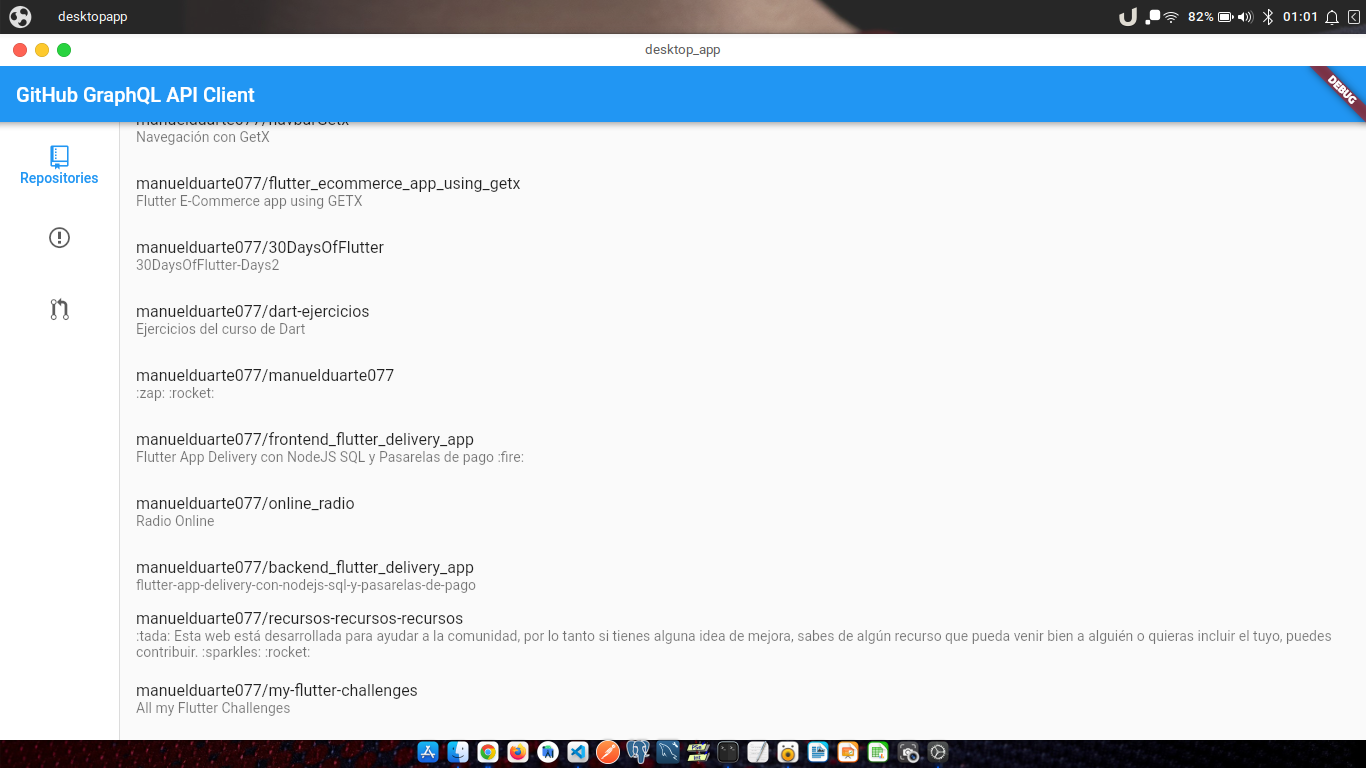 desktopapp
82%
01:01
desktop_app
GitHub GraphQL API Client
DEBUG
Repositories
manuelduarte077/navbarGetx
Navegación con GetX
manuelduarte077/flutter_ecommerce_app_using_getx
Flutter E-Commerce app using GETX
manuelduarte077/30DaysOfFlutter
30DaysOfFlutter-Days2
manuelduarte077/dart-ejercicios
Ejercicios del curso de Dart
manuelduarte077/manuelduarte077
:zap: :rocket:
manuelduarte077/frontend_flutter_delivery_app
Flutter App Delivery con NodeJS SQL y Pasarelas de pago :fire:
manuelduarte077/online_radio
Radio Online
manuelduarte077/backend_flutter_delivery_app
flutter-app-delivery-con-nodejs-sql-y-pasarelas-de-pago
manuelduarte077/recursos-recursos-recursos
:tada: Esta web está desarrollada para ayudar a la comunidad, por lo tanto si tienes alguna idea de mejora, sabes de algún recurso que pueda venir bien a alguién o quieras incluir el tuyo, puedes
contribuir. :sparkles: :rocket:
manuelduarte077/my-flutter-challenges
All my Flutter Challenges